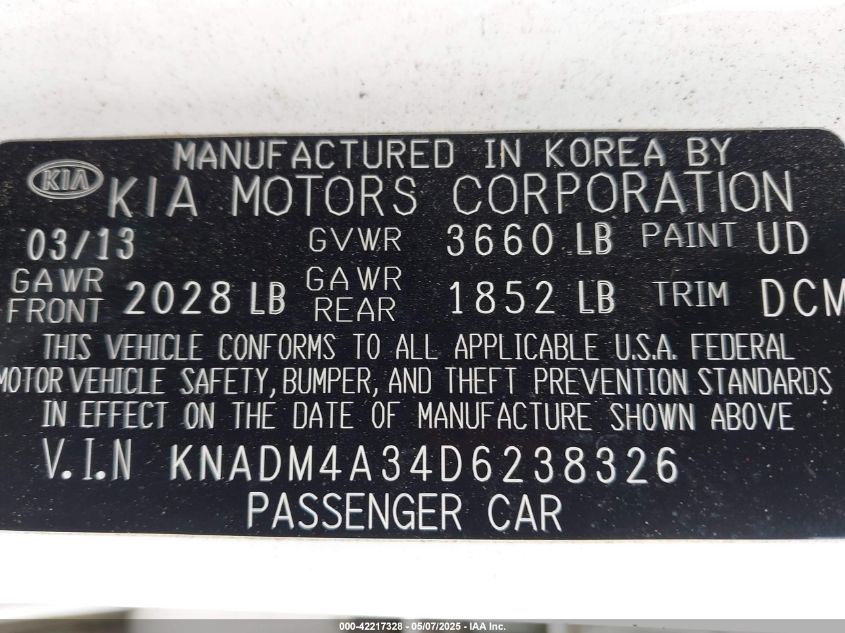 MANUFACTURED IN KOREA BY
KIA KIA MOTORS CORPORATION
03/13 GVWR 3660 LB PAINT UD
GAWR FRONT 2028 LB GAWR REAR 1852 LB TRIM DCM
THIS VEHICLE CONFORMS TO ALL APPLICABLE U.S.A. FEDERAL
MOTOR VEHICLE SAFETY, BUMPER, AND THEFT PREVENTION STANDARDS
IN EFFECT ON THE DATE OF MANUFACTURE SHOWN ABOVE
V.I.N KNADM4A34D6238326
PASSENGER CAR
000-42217328 - 05/07/2025 - IAA Inc.